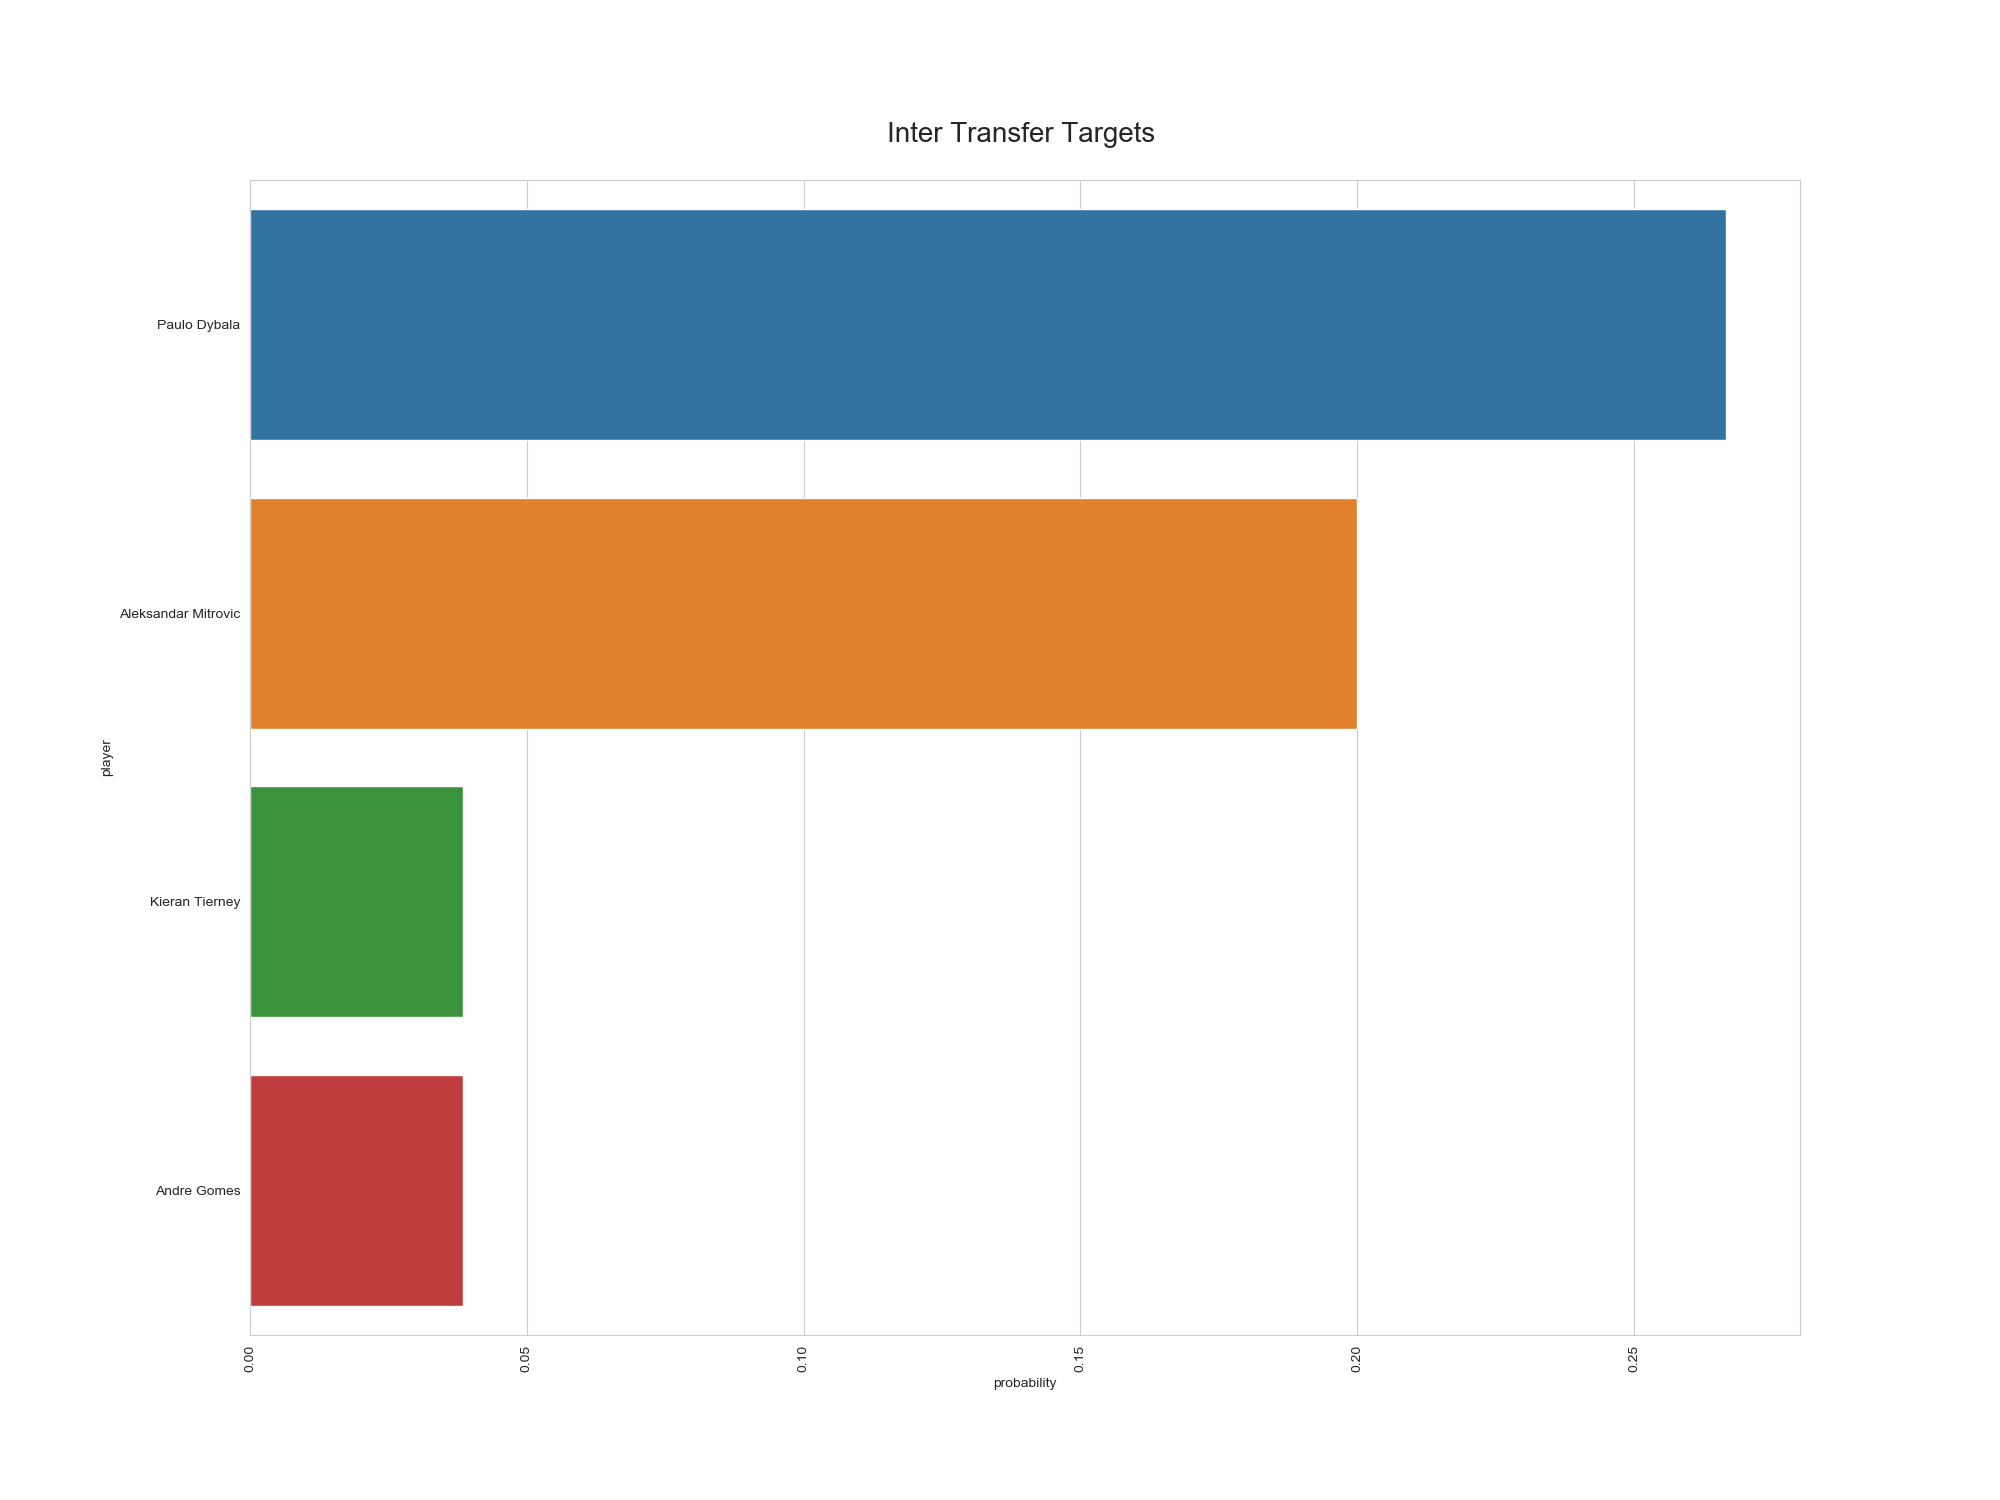 Inter Transfer Targets
Paulo Dybala
Aleksandar Mitrovic
player
Kieran Tierney
Andre Gomes
0.00
0.05
0.10
0.15
0.20
0.25
probability